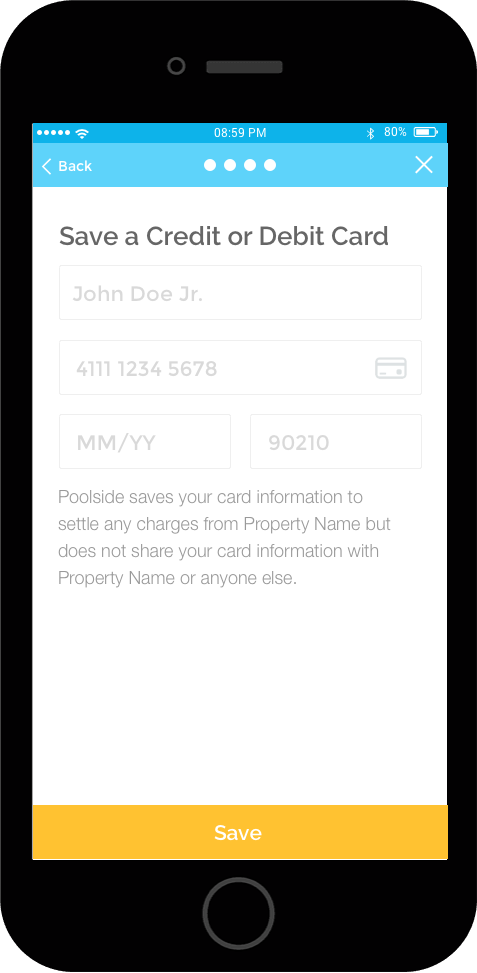 08:59 PM
80%
Back
Save a Credit or Debit Card
John Doe Jr.
4111 1234 5678
MM/YY
90210
Poolside saves your card information to
settle any charges from Property Name but
does not share your card information with
Property Name or anyone else.
Save